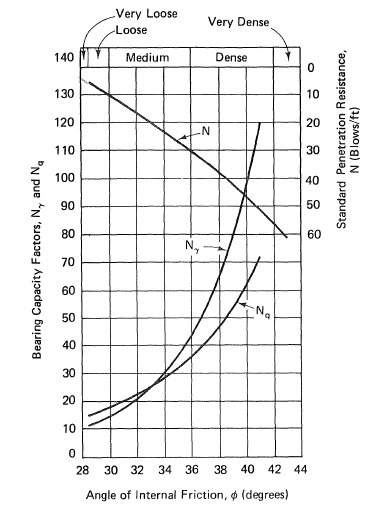 Very Loose
Loose
Very Dense
Medium
Dense
140
130
120
110
100
90
80
70
60
50
40
30
20
10
0
0
10
20
30
40
50
60
N
Nγ
Nq
Bearing Capacity Factors, Nγ and Nq
Standard Penetration Resistance,
N (Blows/ft)
28 30 32 34 36 38 40 42 44
Angle of Internal Friction, ϕ (degrees)